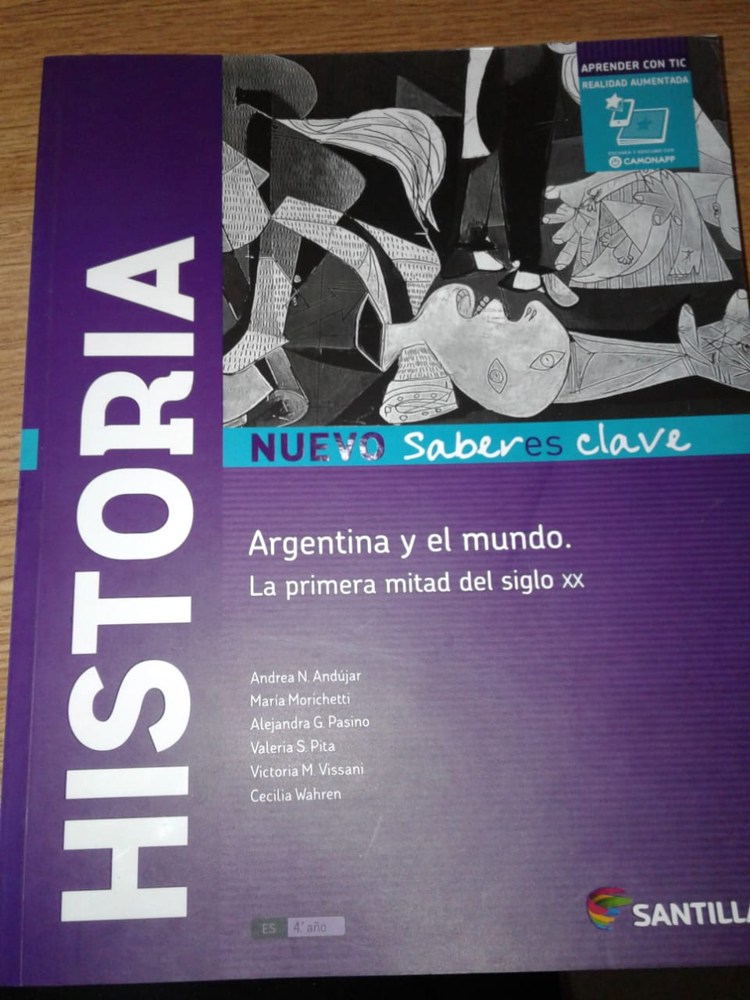 APRENDER CON TIC
REALIDAD AUMENTADA
ESCANEÁ Y DESCUBRÍ CON
CAMONAPP
HISTORIA
NUEVO Saberes clave
Argentina y el mundo.
La primera mitad del siglo XX
Andrea N. Andújar
María Morichetti
Alejandra G. Pasino
Valeria S. Pita
Victoria M. Vissani
Cecilia Wahren
ES 4.° año
SANTILLA